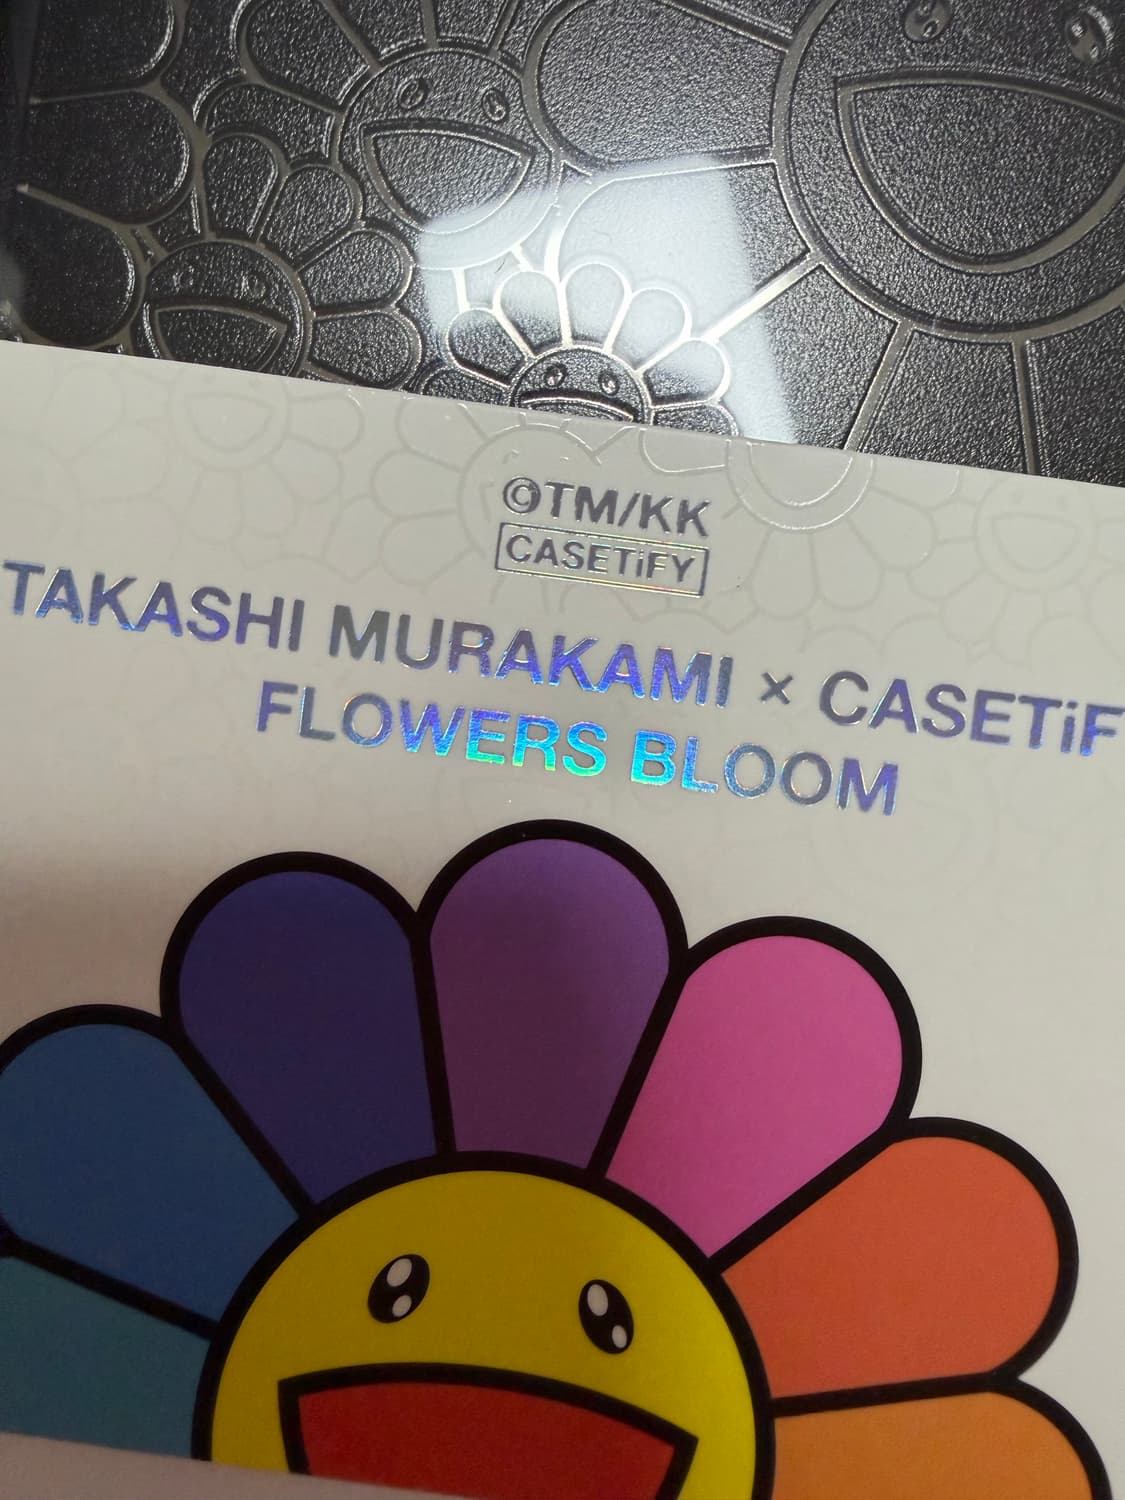 ©TM/KK
CASETiFY
TAKASHI MURAKAMI × CASETiF
FLOWERS BLOOM